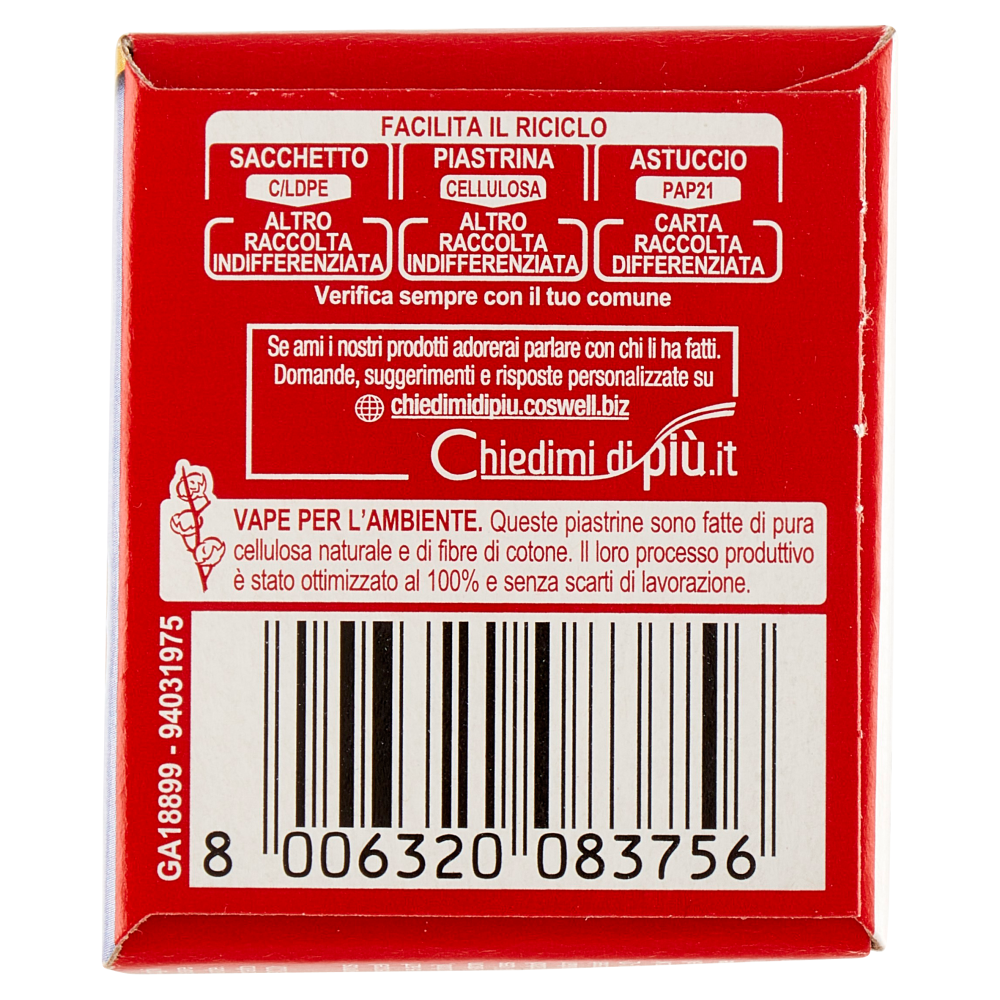 FACILITA IL RICICLO
SACCHETTO PIASTRINA ASTUCCIO
C/LDPE CELLULOSA PAP21
ALTRO ALTRO CARTA
RACCOLTA RACCOLTA RACCOLTA
INDIFFERENZIATA INDIFFERENZIATA DIFFERENZIATA
Verifica sempre con il tuo comune
Se ami i nostri prodotti adorerai parlare con chi li ha fatti.
Domande, suggerimenti e risposte personalizzate su
chiedimidipiu.coswell.biz
Chiedimi di più.it
VAPE PER L'AMBIENTE. Queste piastrine sono fatte di pura
cellulosa naturale e di fibre di cotone. Il loro processo produttivo
è stato ottimizzato al 100% e senza scarti di lavorazione.
GA18899 - 94031975
8 006320 083756